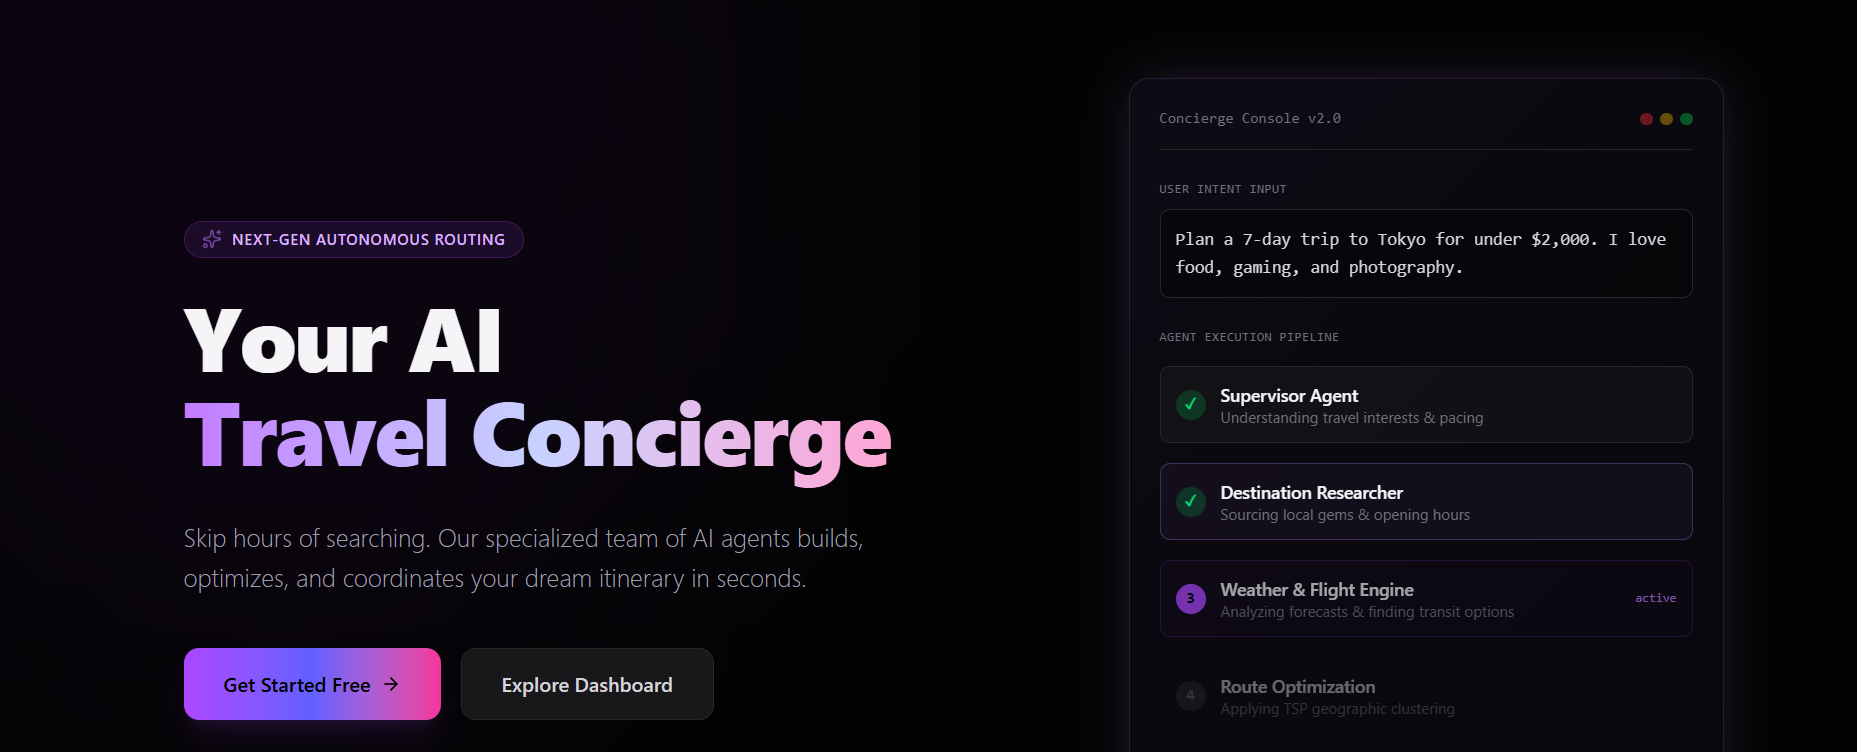 NEXT-GEN AUTONOMOUS ROUTING
Your AI
Travel Concierge
Skip hours of searching. Our specialized team of AI agents builds,
optimizes, and coordinates your dream itinerary in seconds.
Get Started Free →
Explore Dashboard
Concierge Console v2.0
USER INTENT INPUT
Plan a 7-day trip to Tokyo for under $2,000. I love
food, gaming, and photography.
AGENT EXECUTION PIPELINE
✓
Supervisor Agent
Understanding travel interests & pacing
✓
Destination Researcher
Sourcing local gems & opening hours
3
Weather & Flight Engine
Analyzing forecasts & finding transit options
active
4
Route Optimization
Applying TSP geographic clustering